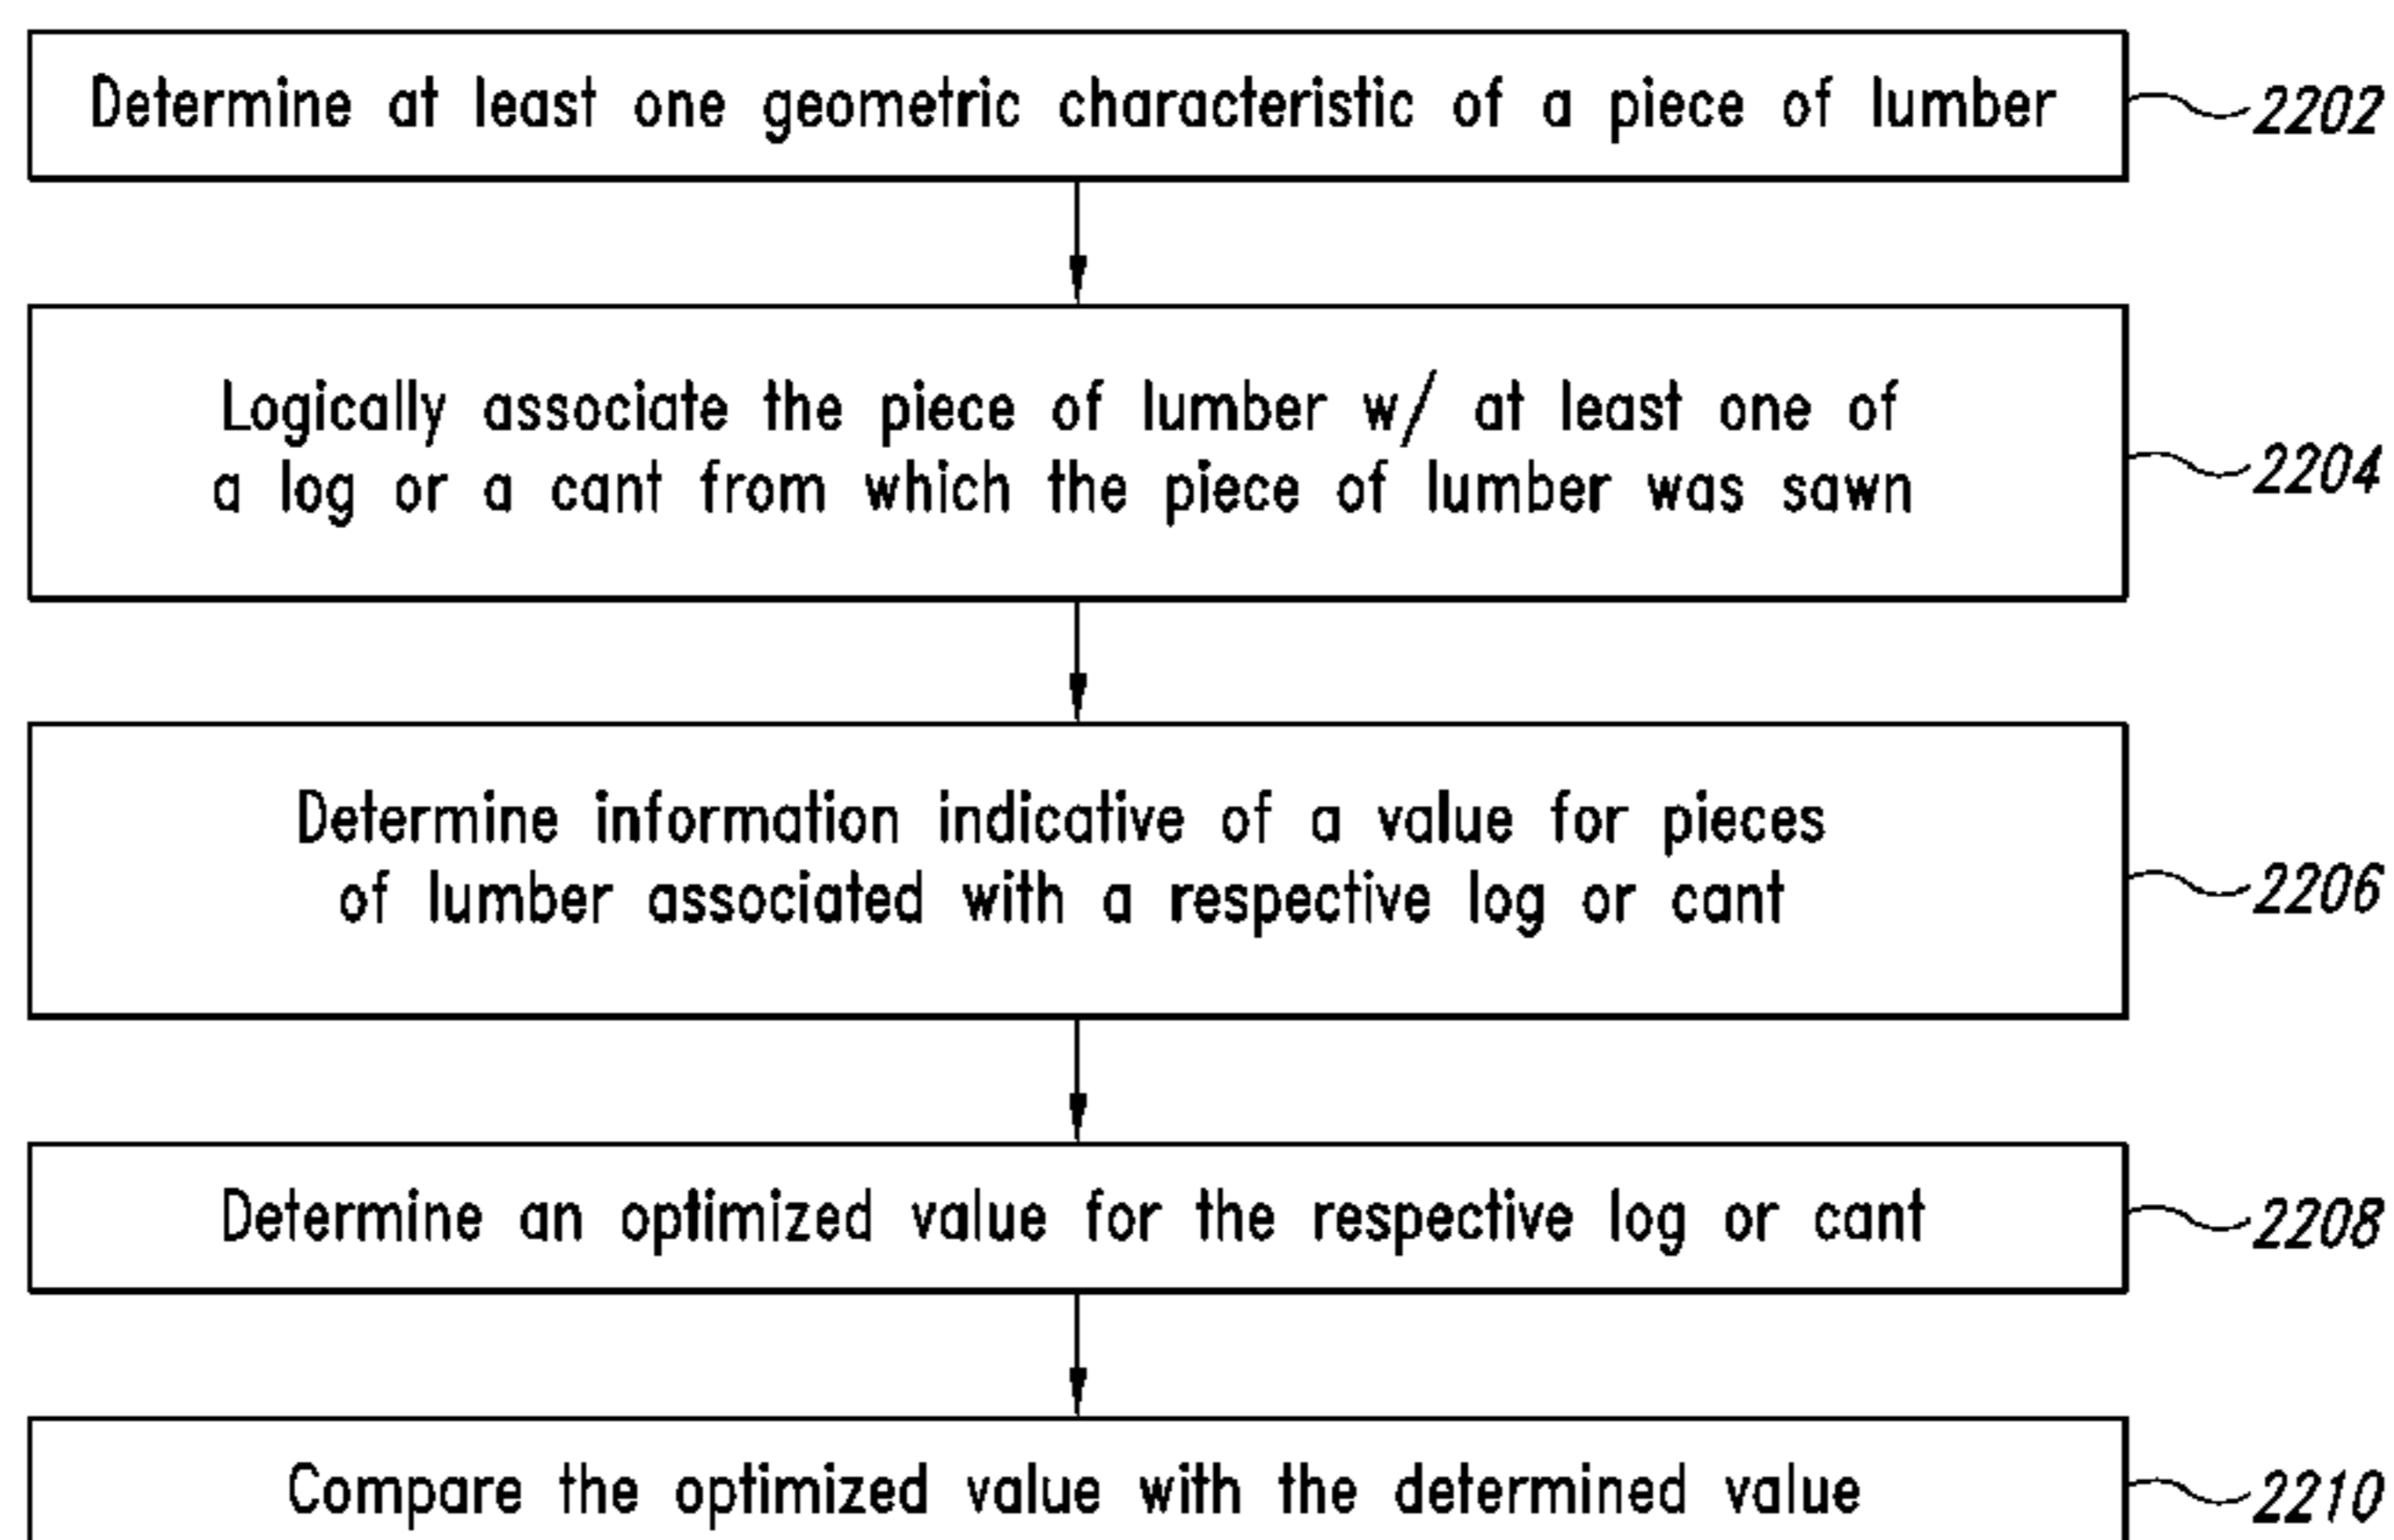 Determine at least one geometric characteristic of a piece of lumber
2202
Logically associate the piece of lumber w/ at least one of
a log or a cant from which the piece of lumber was sawn
2204
Determine information indicative of a value for pieces
of lumber associated with a respective log or cant
2206
Determine an optimized value for the respective log or cant
2208
Compare the optimized value with the determined value
2210